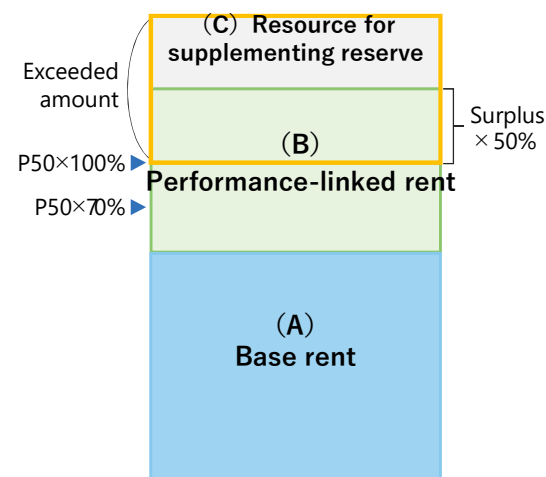 （C）Resource for
supplementing reserve
Exceeded
amount
Surplus
×50%
（B）
P50×100%
Performance-linked rent
P50×70%
（A）
Base rent